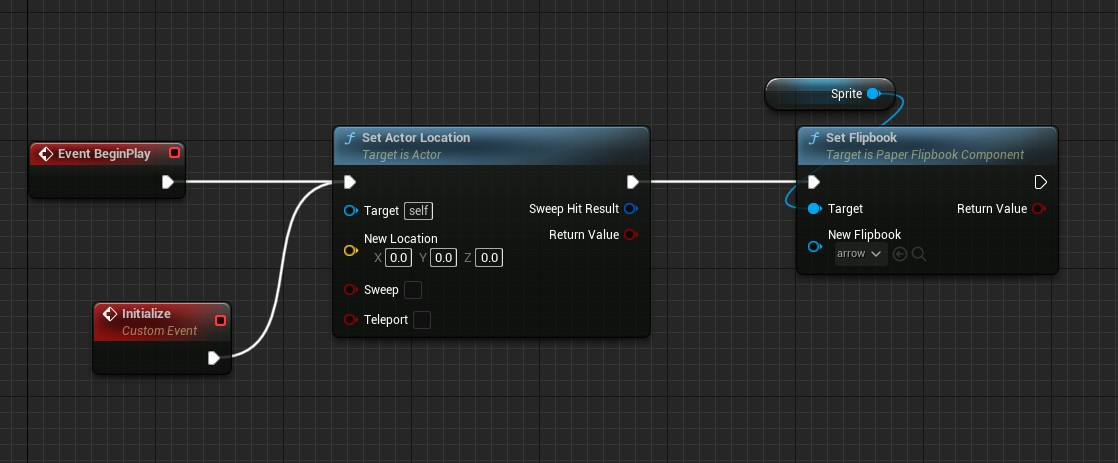 Sprite
Event BeginPlay
f Set Actor Location
Target is Actor
f Set Flipbook
Target is Paper Flipbook Component
Target self
Sweep Hit Result
Target
Return Value
New Location
Return Value
New Flipbook
X 0.0 Y 0.0 Z 0.0
arrow
Sweep
Initialize
Custom Event
Teleport